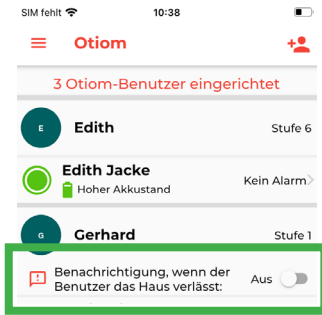 SIM fehlt 10:38
Otiom
3 Otiom-Benutzer eingerichtet
E Edith Stufe 6
Edith Jacke
Hoher Akkustand
Kein Alarm
G Gerhard Stufe 1
Benachrichtigung, wenn der
Benutzer das Haus verlässt:
Aus